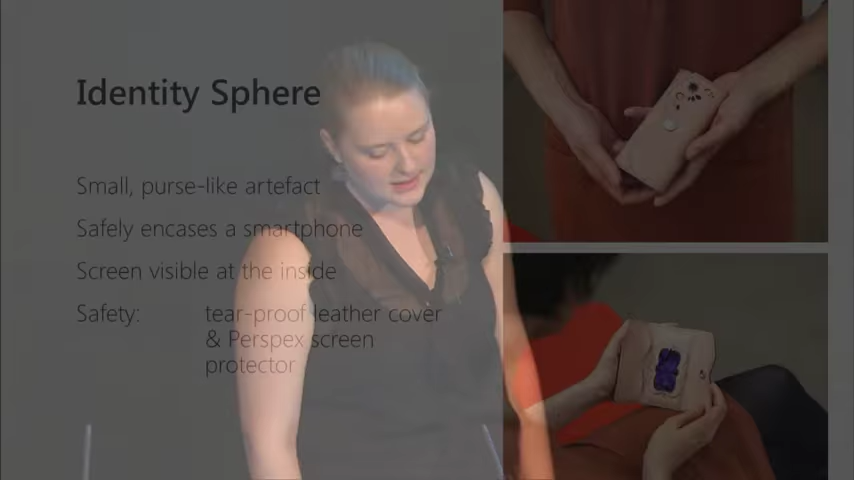 Identity Sphere
Small, purse-like artefact
Safely encases a smartphone
Screen visible at the inside
Safety: tear-proof leather cover
& Perspex screen
protector